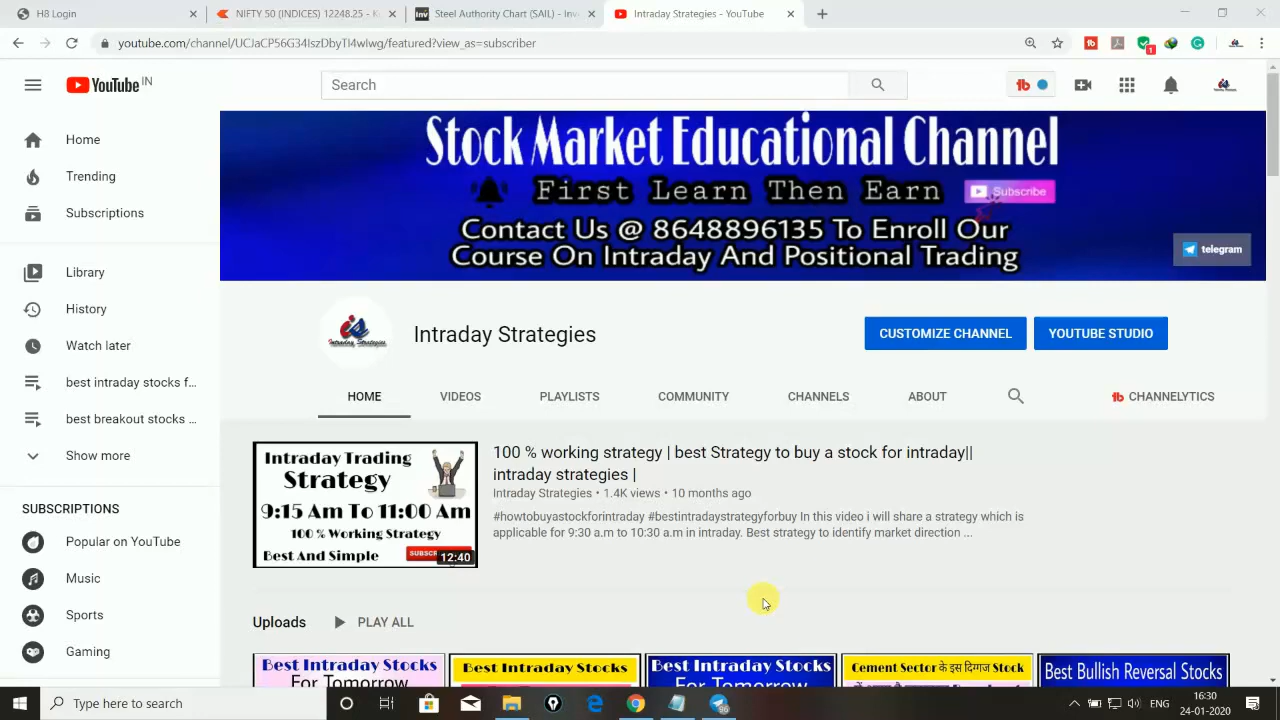 H8 Login
NIFTY 50 (INDICES) 12248.25 - K
Steel Authority Chart (SAIL) - Inve
Intraday Strategies - YouTube
youtube.com/channel/UCJaCP56G34IszDbyTI4wIwg/featured?view_as=subscriber
YouTube IN
Search
Home
Trending
Subscriptions
Library
History
Watch later
best intraday stocks f...
best breakout stocks ...
Show more
SUBSCRIPTIONS
Popular on YouTube
Music
Sports
Gaming
Stock Market Educational Channel
First Learn Then Earn
Subscribe
Contact Us @ 8648896135 To Enroll Our
Course On Intraday And Positional Trading
telegram
Intraday Strategies
Intraday Strategies
CUSTOMIZE CHANNEL
YOUTUBE STUDIO
HOME
VIDEOS
PLAYLISTS
COMMUNITY
CHANNELS
ABOUT
CHANNELYTICS
Intraday Trading
Strategy
9:15 Am To 11:00 Am
100 % Working Strategy
Best And Simple
12:40
100 % working strategy | best Strategy to buy a stock for intraday||
intraday strategies |
Intraday Strategies • 1.4K views • 10 months ago
#howtobuyastockforintraday #bestintradaystrategyforbuy In this video i will share a strategy which is
applicable for 9:30 a.m to 10:30 a.m in intraday. Best strategy to identify market direction ...
Uploads
PLAY ALL
Best Intraday Stocks
For Tomorrow
Best Intraday Stocks
Best Intraday Stocks
For Tomorrow
Cement Sector के इस दिग्गज Stock
Best Bullish Reversal Stocks
Type here to search
ENG
16:30
24-01-2020